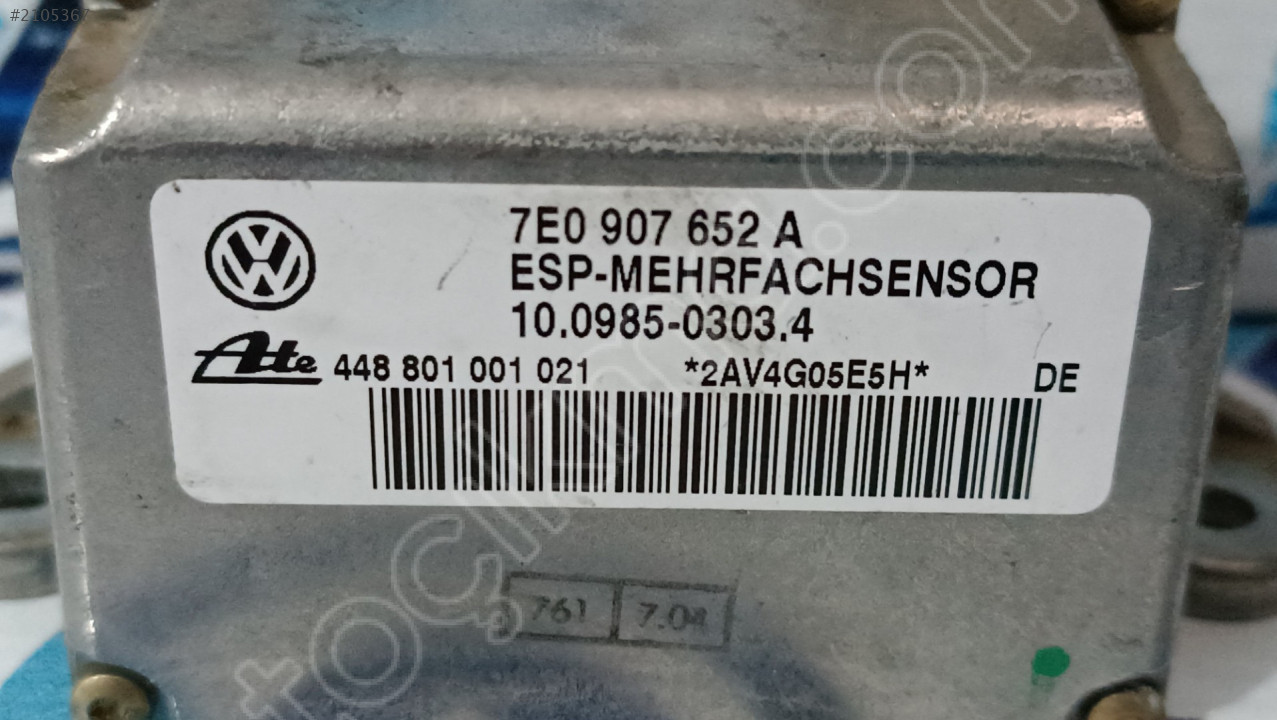 #2105367
7E0 907 652 A
ESP-MEHRFACHSENSOR
10.0985-0303.4
Ate 448 801 001 021 *2AV4G05E5H* DE
761 7.04